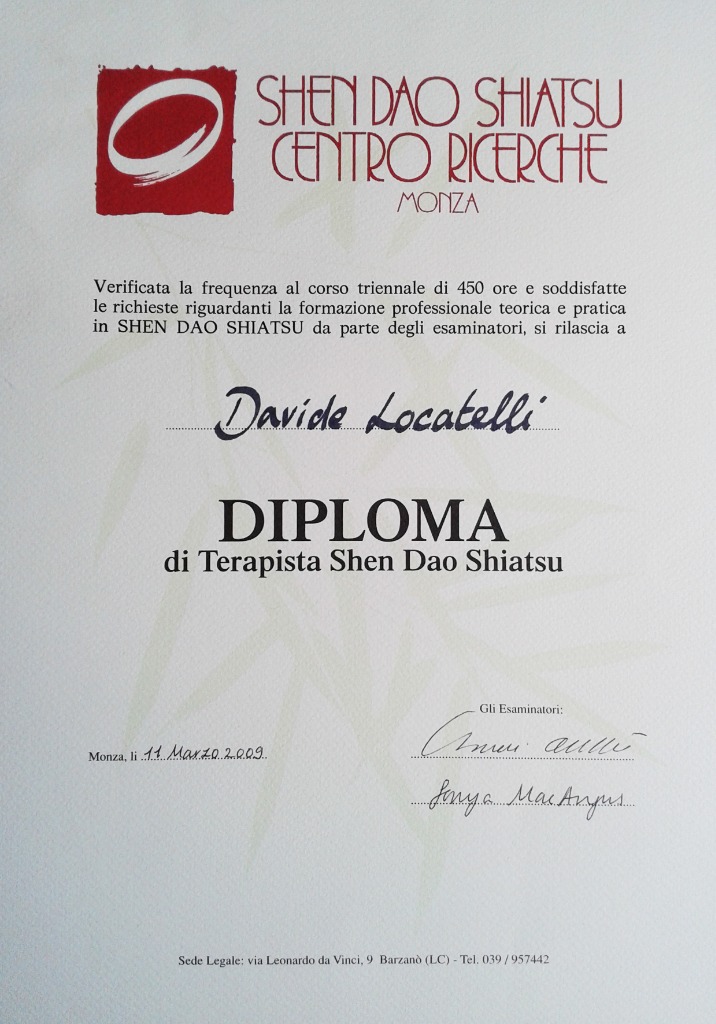 SHEN DAO SHIATSU
CENTRO RICERCHE
MONZA
Verificata la frequenza al corso triennale di 450 ore e soddisfatte
le richieste riguardanti la formazione professionale teorica e pratica
in SHEN DAO SHIATSU da parte degli esaminatori, si rilascia a
Davide Locatelli
DIPLOMA
di Terapista Shen Dao Shiatsu
Gli Esaminatori:
Monza, li 11 Marzo 2009
Sonya MacAngus
Sede Legale: via Leonardo da Vinci, 9 Barzanò (LC) - Tel. 039 / 957442